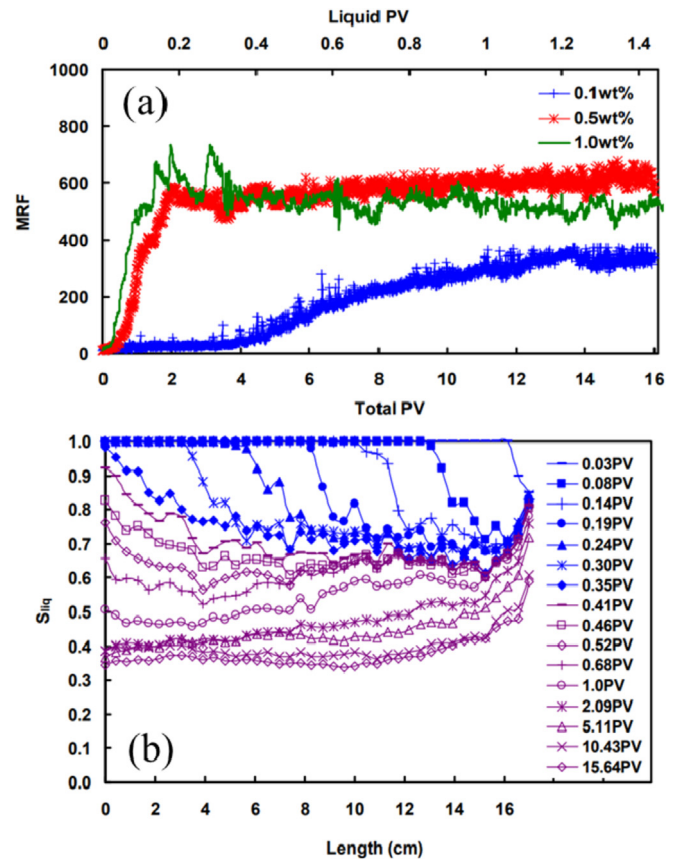 Liquid PV
0 0.2 0.4 0.6 0.8 1 1.2 1.4
1000
800
600
400
200
0
MRF
(a)
0.1wt%
0.5wt%
1.0wt%
0 2 4 6 8 10 12 14 16
Total PV
1.0
0.9
0.8
0.7
0.6
0.5
0.4
0.3
0.2
0.1
0.0
Sliq
(b)
0.03PV
0.08PV
0.14PV
0.19PV
0.24PV
0.30PV
0.35PV
0.41PV
0.46PV
0.52PV
0.68PV
1.0PV
2.09PV
5.11PV
10.43PV
15.64PV
0 2 4 6 8 10 12 14 16
Length (cm)